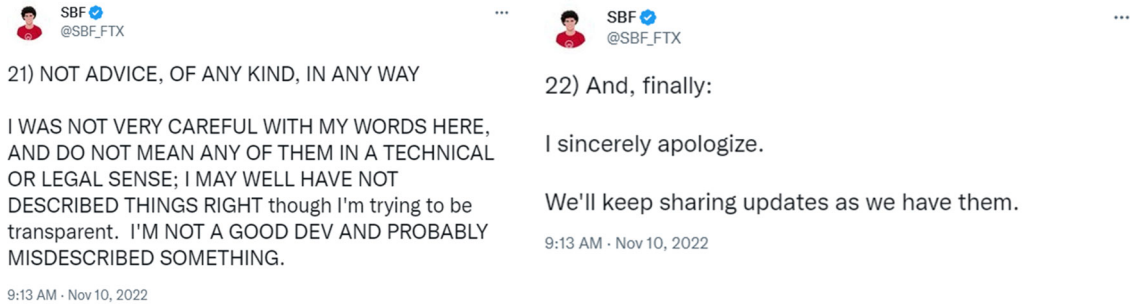 SBF
@SBF_FTX
21) NOT ADVICE, OF ANY KIND, IN ANY WAY
I WAS NOT VERY CAREFUL WITH MY WORDS HERE,
AND DO NOT MEAN ANY OF THEM IN A TECHNICAL
OR LEGAL SENSE; I MAY WELL HAVE NOT
DESCRIBED THINGS RIGHT though I'm trying to be
transparent.  I'M NOT A GOOD DEV AND PROBABLY
MISDESCRIBED SOMETHING.
9:13 AM · Nov 10, 2022
SBF
@SBF_FTX
22) And, finally:
I sincerely apologize.
We'll keep sharing updates as we have them.
9:13 AM · Nov 10, 2022